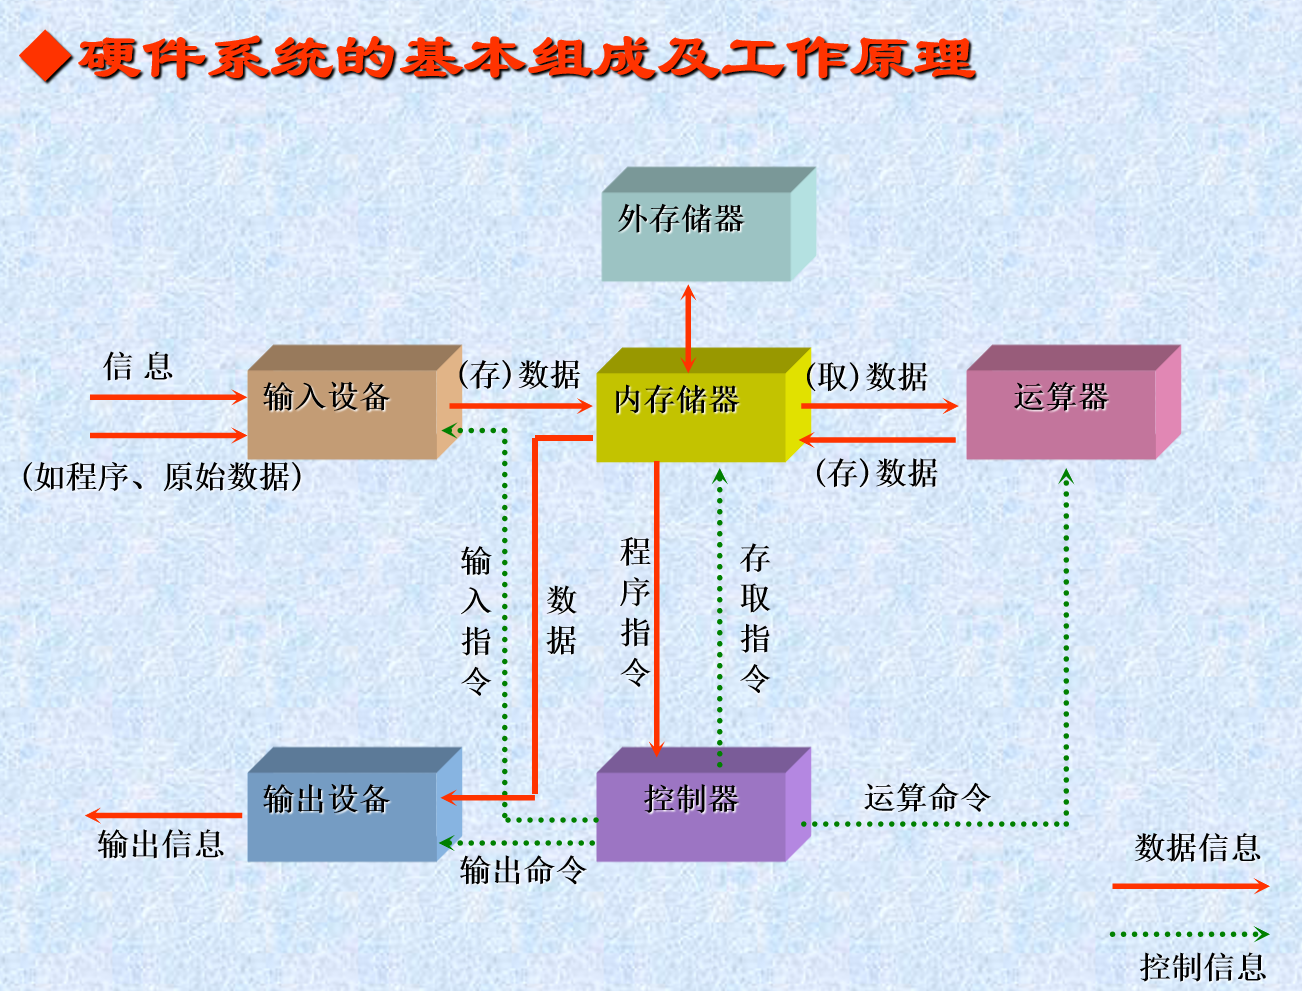 ◆硬件系统的基本组成及工作原理
外存储器
信 息
(存)数据
(取)数据
输入设备
内存储器
运算器
(如程序、原始数据)
(存)数据
输入指令
数据
程序指令
存取指令
输出设备
控制器
运算命令
输出信息
输出命令
数据信息
控制信息